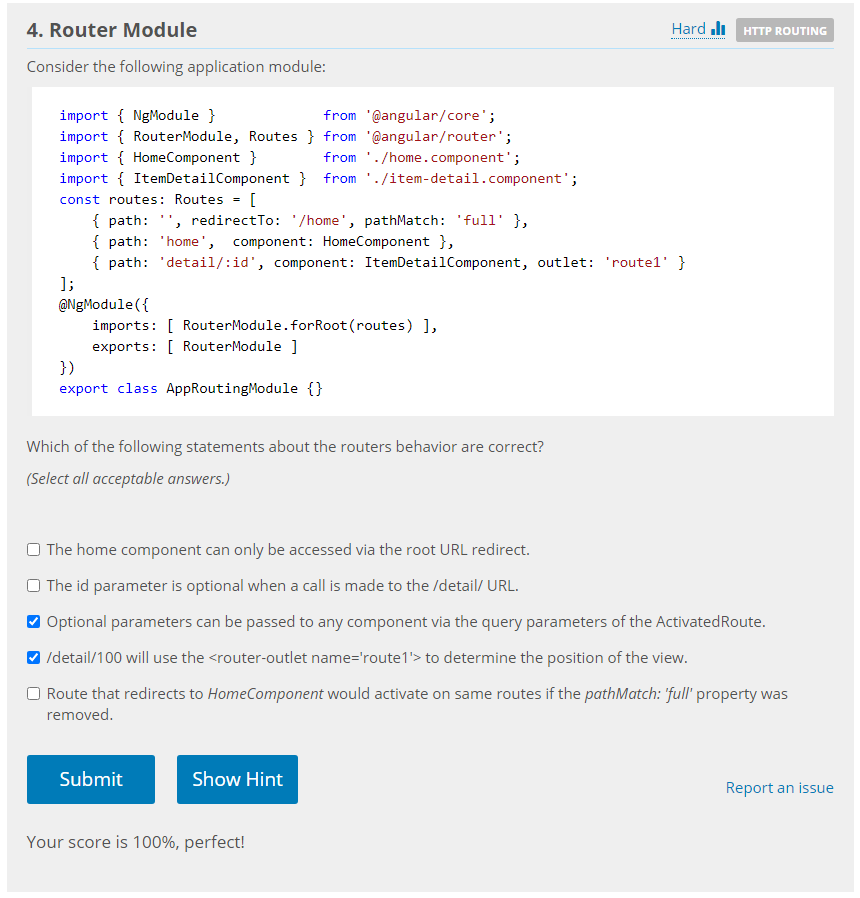 4. Router Module
Hard
HTTP ROUTING
Consider the following application module:
import { NgModule }             from '@angular/core';
import { RouterModule, Routes } from '@angular/router';
import { HomeComponent }        from './home.component';
import { ItemDetailComponent }  from './item-detail.component';
const routes: Routes = [
    { path: '', redirectTo: '/home', pathMatch: 'full' },
    { path: 'home',  component: HomeComponent },
    { path: 'detail/:id', component: ItemDetailComponent, outlet: 'route1' }
];
@NgModule({
    imports: [ RouterModule.forRoot(routes) ],
    exports: [ RouterModule ]
})
export class AppRoutingModule {}
Which of the following statements about the routers behavior are correct?
(Select all acceptable answers.)
The home component can only be accessed via the root URL redirect.
The id parameter is optional when a call is made to the /detail/ URL.
Optional parameters can be passed to any component via the query parameters of the ActivatedRoute.
/detail/100 will use the <router-outlet name='route1'> to determine the position of the view.
Route that redirects to HomeComponent would activate on same routes if the pathMatch: 'full' property was
removed.
Submit
Show Hint
Report an issue
Your score is 100%, perfect!